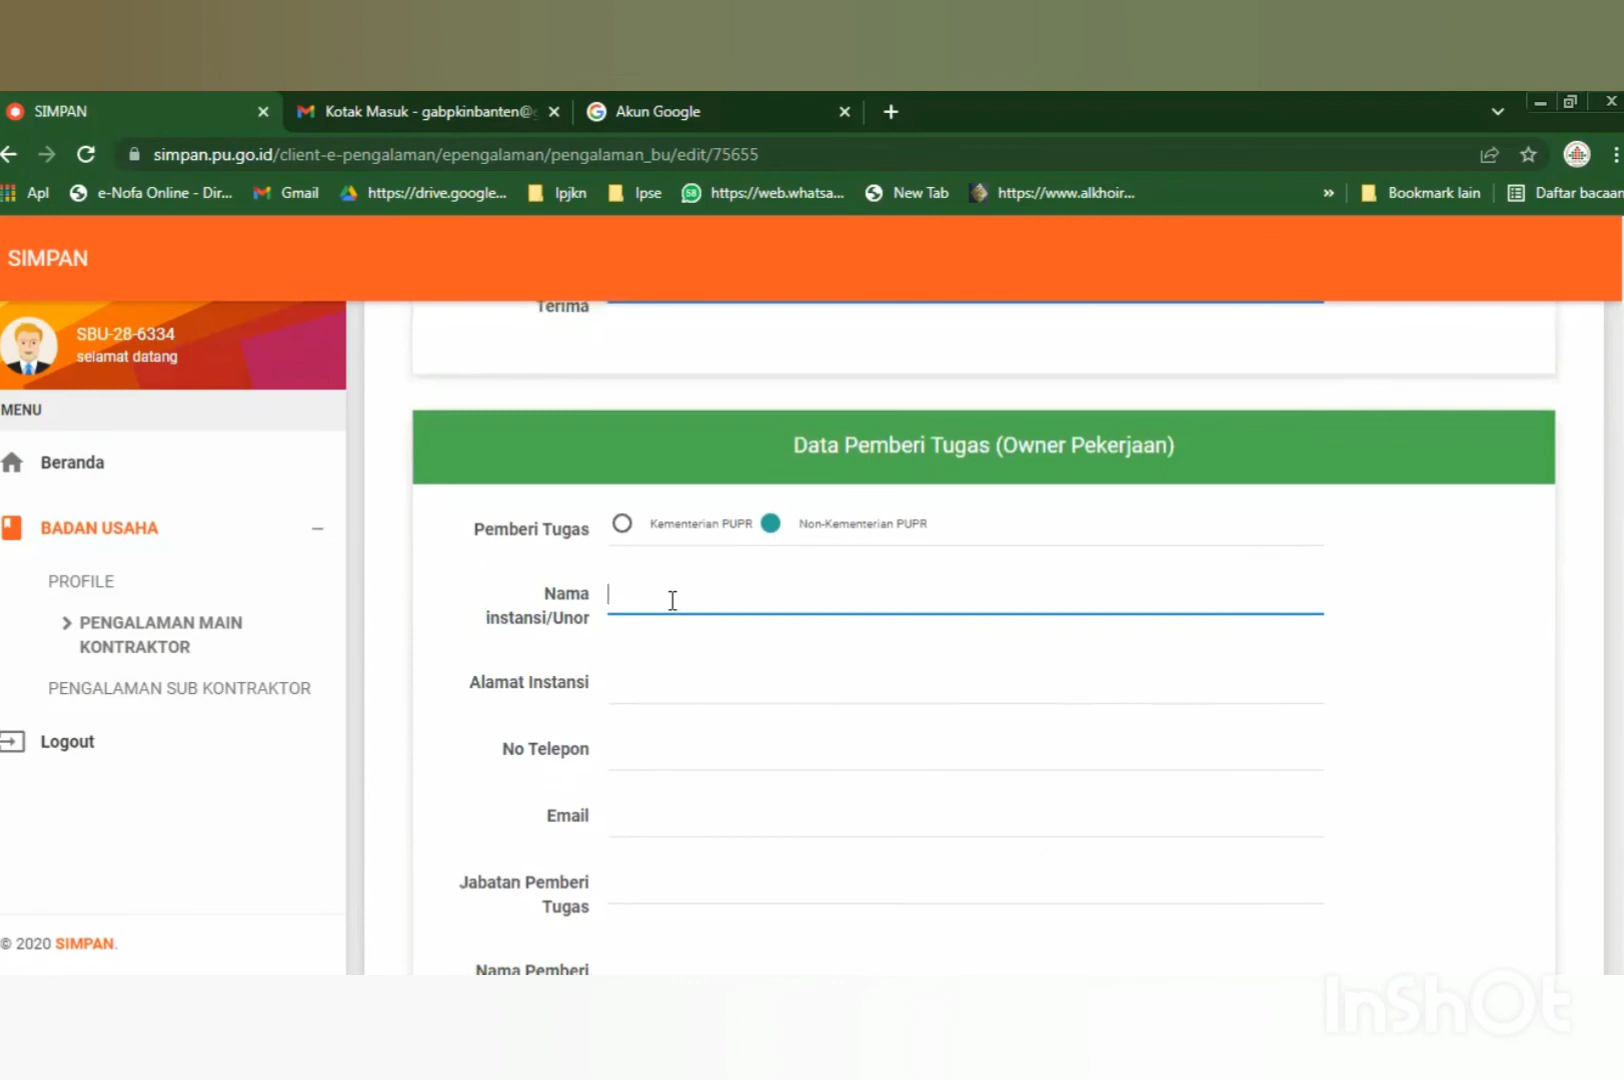 SIMPAN
Kotak Masuk - gabpkinbanten@
Akun Google
simpan.pu.go.id/client-e-pengalaman/epengalaman/pengalaman_bu/edit/75655
Apl
e-Nofa Online - Dir...
Gmail
https://drive.google...
lpjkn
lpse
58
https://web.whatsa...
New Tab
https://www.alkhoir...
»
Bookmark lain
Daftar bacaan
SIMPAN
SBU-28-6334
selamat datang
MENU
Beranda
BADAN USAHA
PROFILE
PENGALAMAN MAIN
KONTRAKTOR
PENGALAMAN SUB KONTRAKTOR
Logout
© 2020 SIMPAN.
Terima
Data Pemberi Tugas (Owner Pekerjaan)
Pemberi Tugas
Kementerian PUPR
Non-Kementerian PUPR
Nama
instansi/Unor
Alamat Instansi
No Telepon
Email
Jabatan Pemberi
Tugas
Nama Pemberi
InShOt